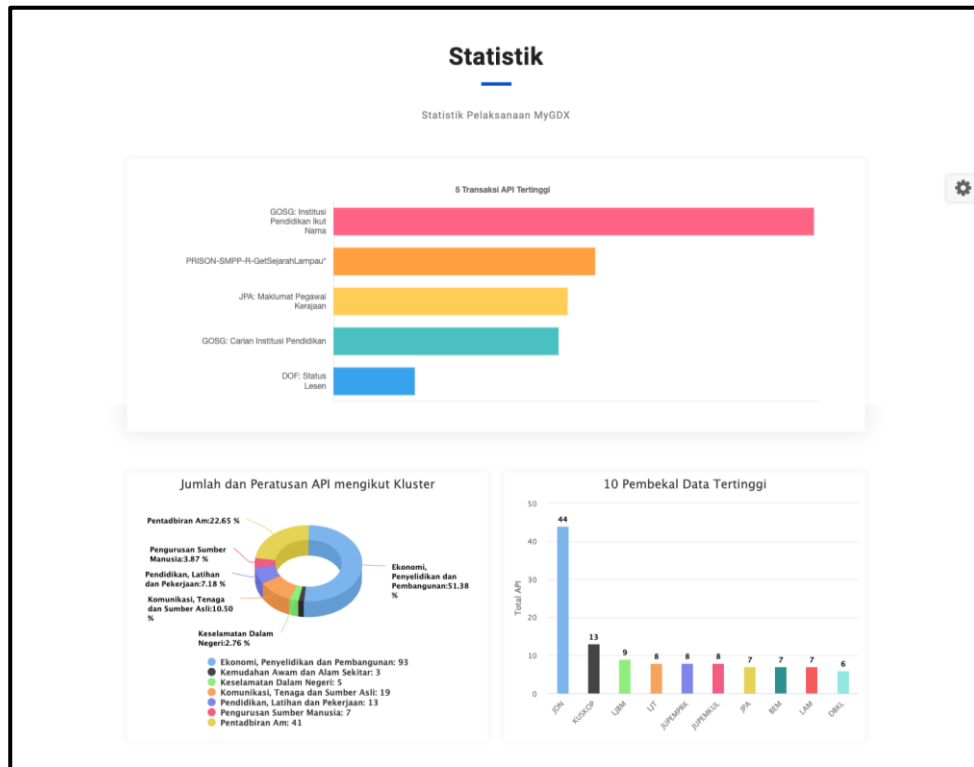 Statistik
Statistik Pelaksanaan MyGDX
5 Transaksi API Tertinggi
GOSG: Institusi
Pendidikan Ikut
Nama
PRISON-SMPP-R-GetSejarahLampau*
JPA: Maklumat Pegawai
Kerajaan
GOSG: Carian Institusi Pendidikan
DOF: Status
Lesen
Jumlah dan Peratusan API mengikut Kluster
Pentadbiran Am:22.65 %
Pengurusan Sumber
Manusia:3.87 %
Pendidikan, Latihan
dan Pekerjaan:7.18 %
Komunikasi, Tenaga
dan Sumber Asli:10.50
%
Keselamatan Dalam
Negeri:2.76 %
Ekonomi,
Penyelidikan dan
Pembangunan:51.38
%
Ekonomi, Penyelidikan dan Pembangunan: 93
Kemudahan Awam dan Alam Sekitar: 3
Keselamatan Dalam Negeri: 5
Komunikasi, Tenaga dan Sumber Asli: 19
Pendidikan, Latihan dan Pekerjaan: 13
Pengurusan Sumber Manusia: 7
Pentadbiran Am: 41
10 Pembekal Data Tertinggi
Total API
50
40
30
20
10
0
44
13
9
8
8
8
7
7
7
6
JDN
KUSKOP
LJBM
LJT
JUPEMPRK
JUPEMKUL
JPA
BEM
LAM
DBKL